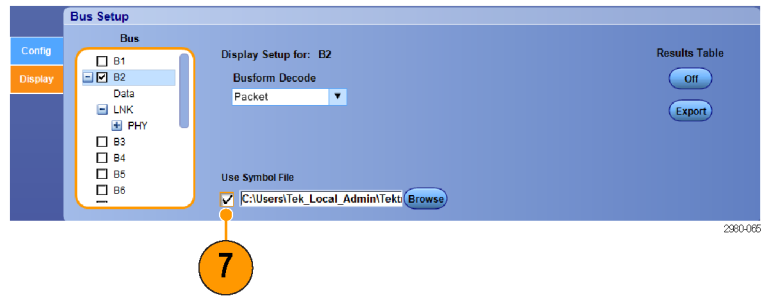 Bus Setup
Bus
Config
Display
B1
B2
Data
LNK
PHY
B3
B4
B5
B6
Display Setup for: B2
Busform Decode
Packet
Use Symbol File
C:\Users\Tek_Local_Admin\Tekt
Browse
Results Table
Off
Export
2980-065
7